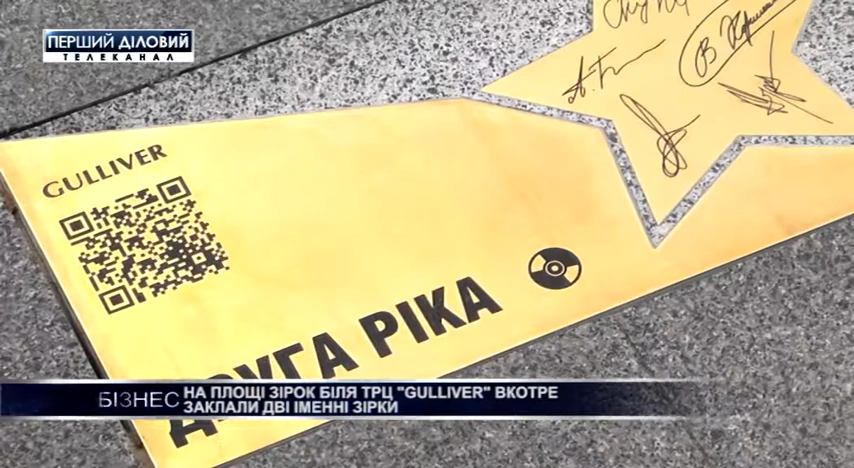 ПЕРШИЙ ДІЛОВИЙ
ТЕЛЕКАНАЛ
GULLIVER
ДРУГА РІКА
БІЗНЕС
НА ПЛОЩІ ЗІРОК БІЛЯ ТРЦ "GULLIVER" ВКОТРЕ
ЗАКЛАЛИ ДВІ ІМЕННІ ЗІРКИ